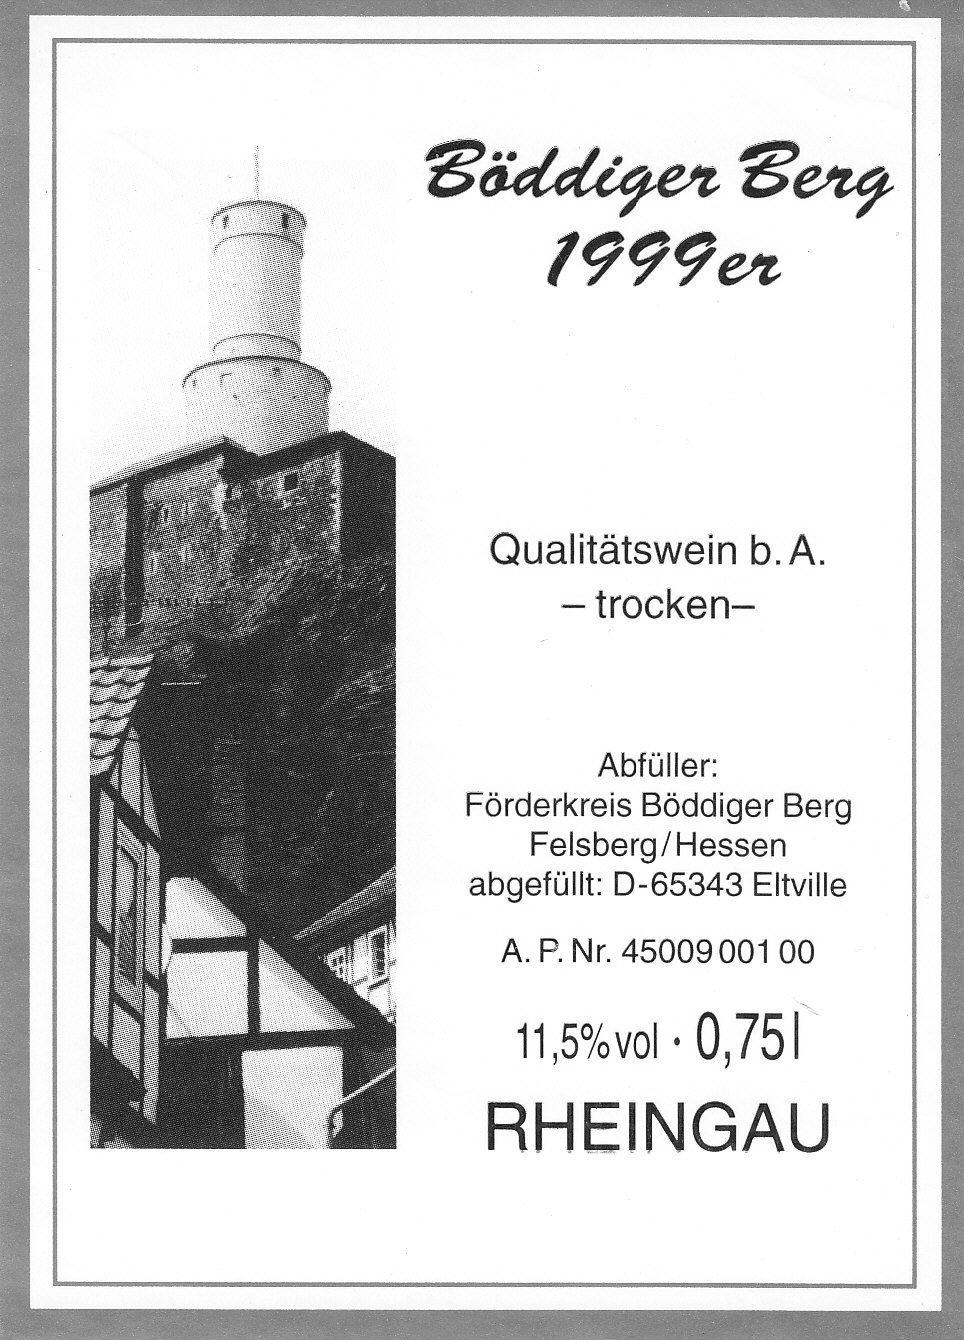 Böddiger Berg
1999er
Qualitätswein b. A.
– trocken–
Abfüller:
Förderkreis Böddiger Berg
Felsberg/Hessen
abgefüllt: D-65343 Eltville
A. P. Nr. 45009 001 00
11,5% vol · 0,75 l
RHEINGAU